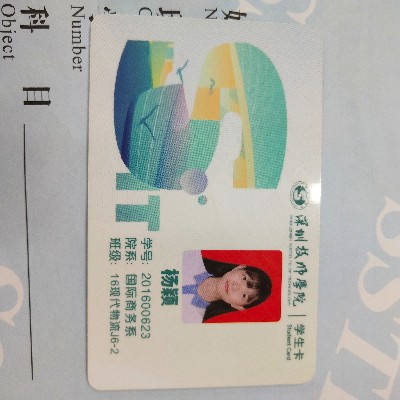 科目
Object
Number
深圳技师学院
学生卡
Student Card
杨颖
学号: 201600623
院系: 国际商务系
班级: 16现代物流J6-2